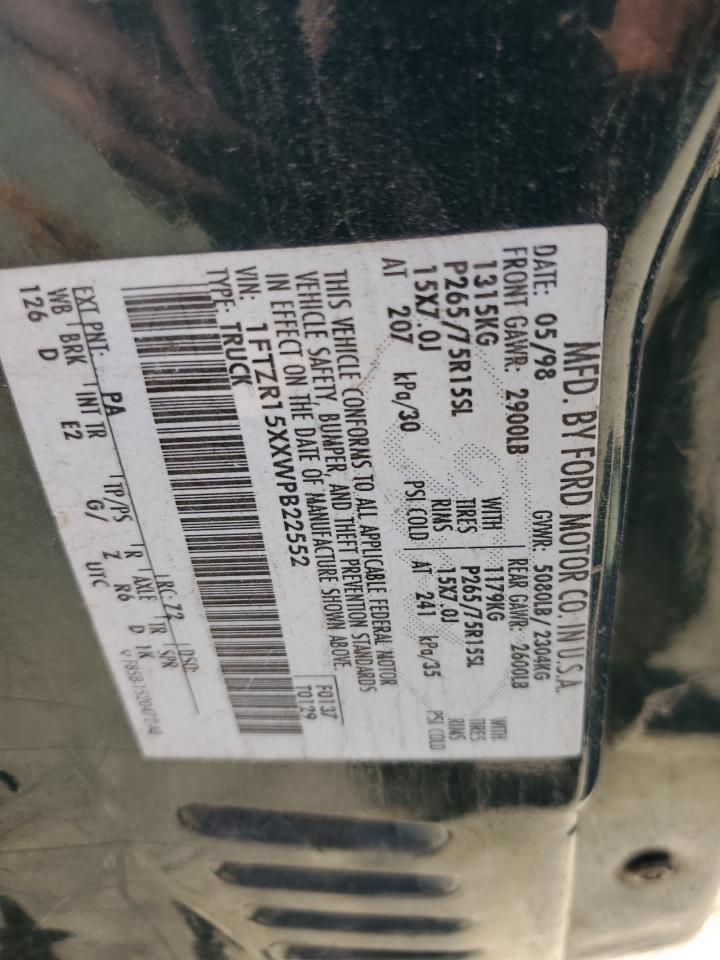 MFD. BY FORD MOTOR CO. IN U.S.A.
DATE: 05/98 GVWR: 5080LB/ 2304KG
FRONT GAWR: 2900LB REAR GAWR: 2600LB
1315KG WITH 1179KG WITH
P265/75R15SL TIRES P265/75R15SL TIRES
15X7.0J RIMS 15X7.0J RIMS
AT 207 kPa/30 PSI COLD AT 241 kPa/35 PSI COLD
THIS VEHICLE CONFORMS TO ALL APPLICABLE FEDERAL MOTOR
VEHICLE SAFETY, BUMPER, AND THEFT PREVENTION STANDARDS
IN EFFECT ON THE DATE OF MANUFACTURE SHOWN ABOVE.
VIN: 1FTZR15XXWPB22552 F0137
TYPE: TRUCK T0129
EXT PNT: PA RC: 72 DSO:
WB BRK INT TR TP/PS R AXLE TR SPR
126 D E2 G/ Z R6 D 1K
UTC